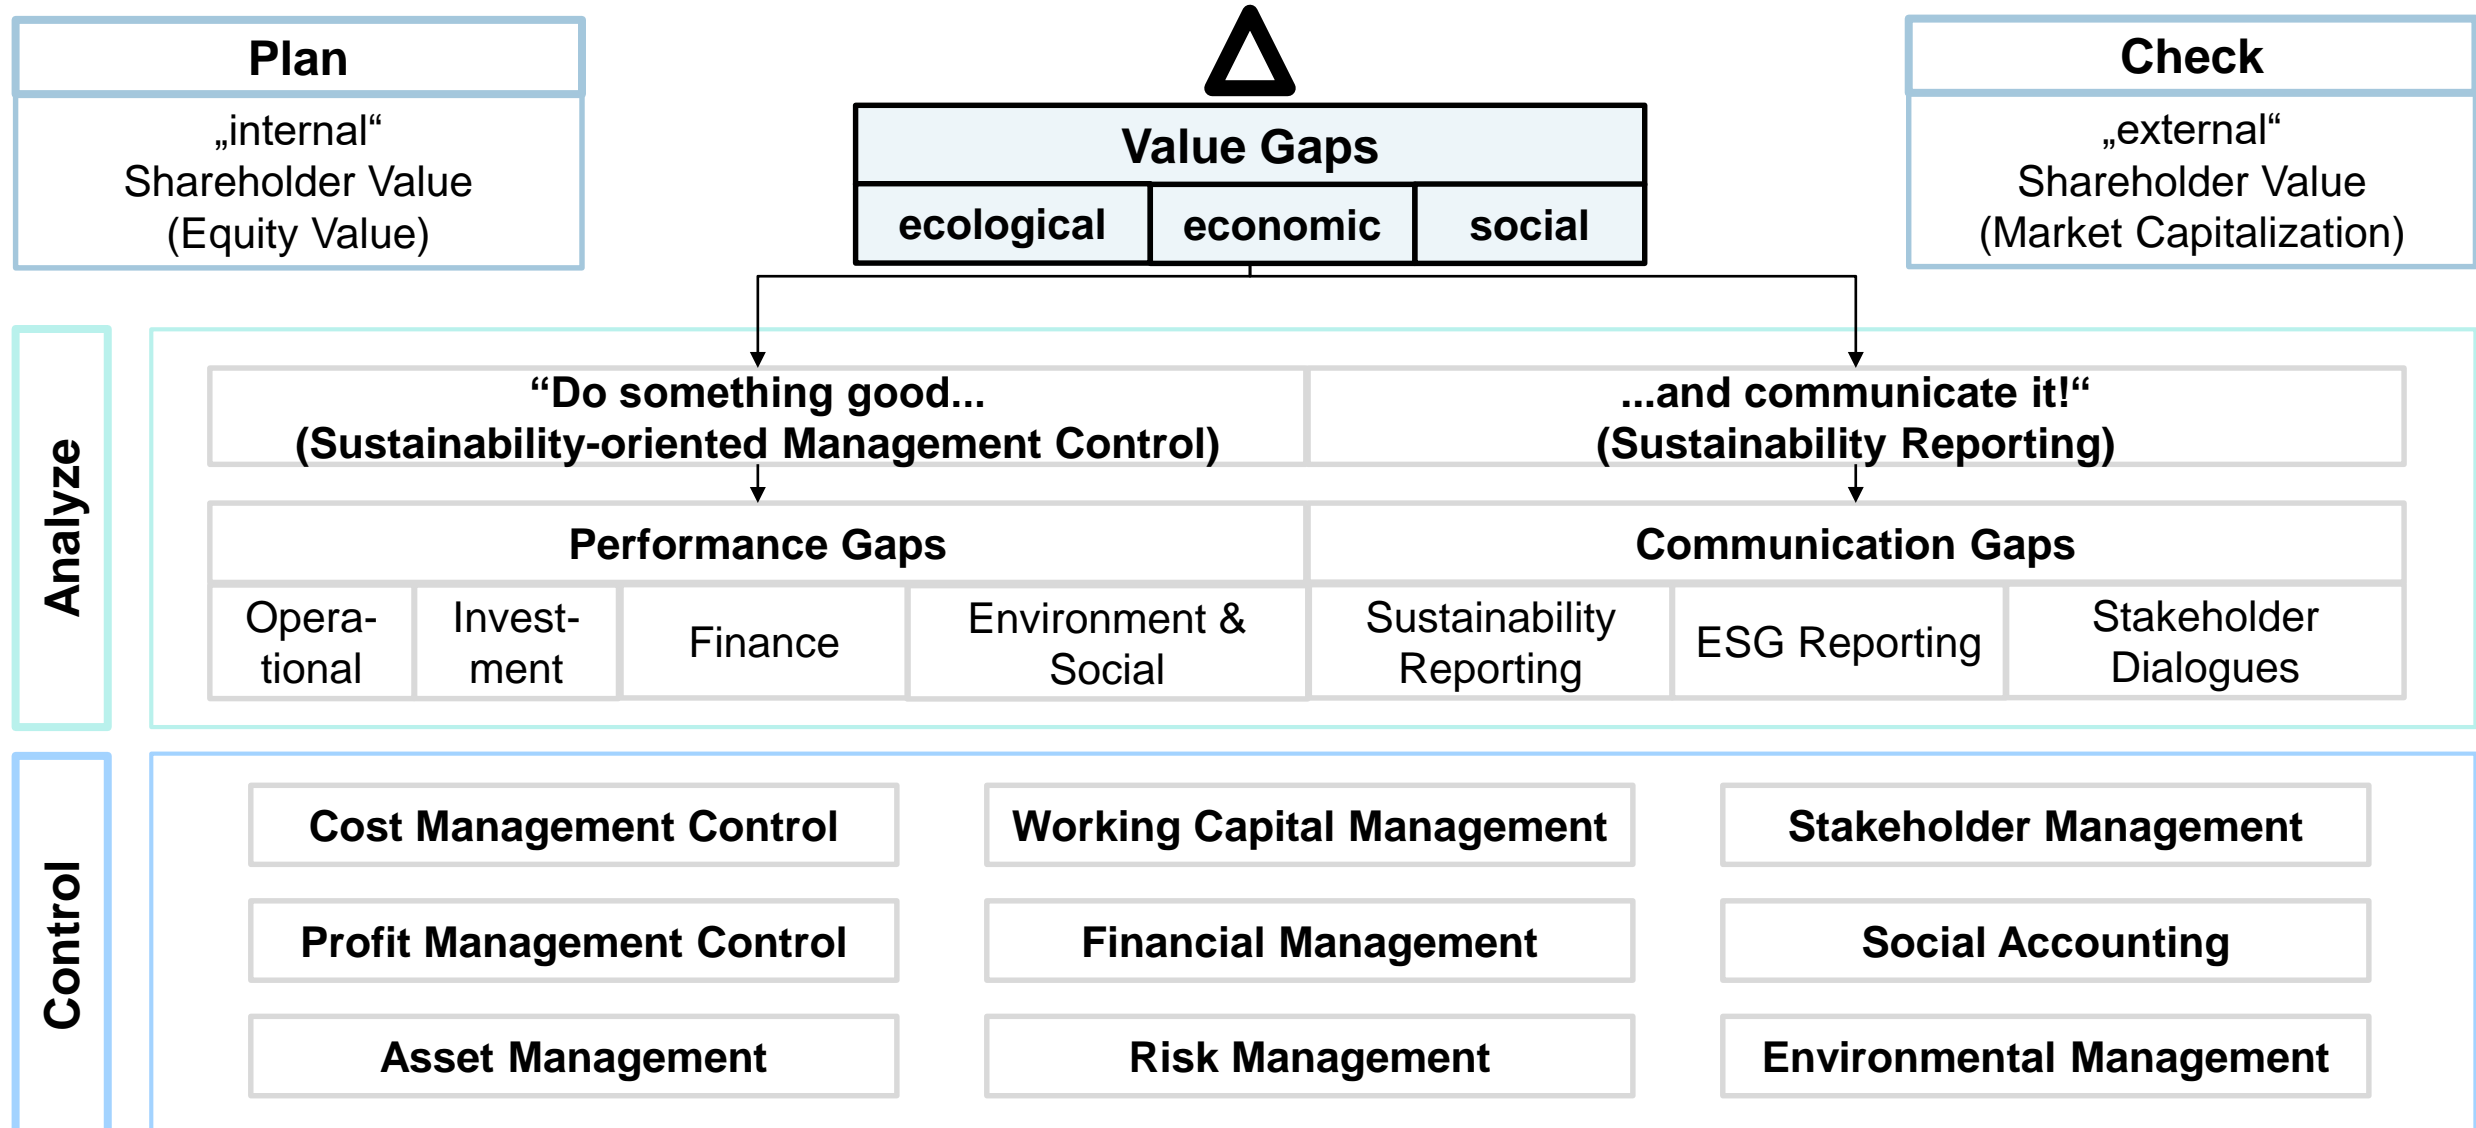 Plan
„internal“
Shareholder Value
(Equity Value)
Value Gaps
ecological
economic
social
Check
„external“
Shareholder Value
(Market Capitalization)
Analyze
“Do something good...
(Sustainability-oriented Management Control)
...and communicate it!“
(Sustainability Reporting)
Performance Gaps
Communication Gaps
Opera-
tional
Invest-
ment
Finance
Environment &
Social
Sustainability
Reporting
ESG Reporting
Stakeholder
Dialogues
Control
Cost Management Control
Working Capital Management
Stakeholder Management
Profit Management Control
Financial Management
Social Accounting
Asset Management
Risk Management
Environmental Management